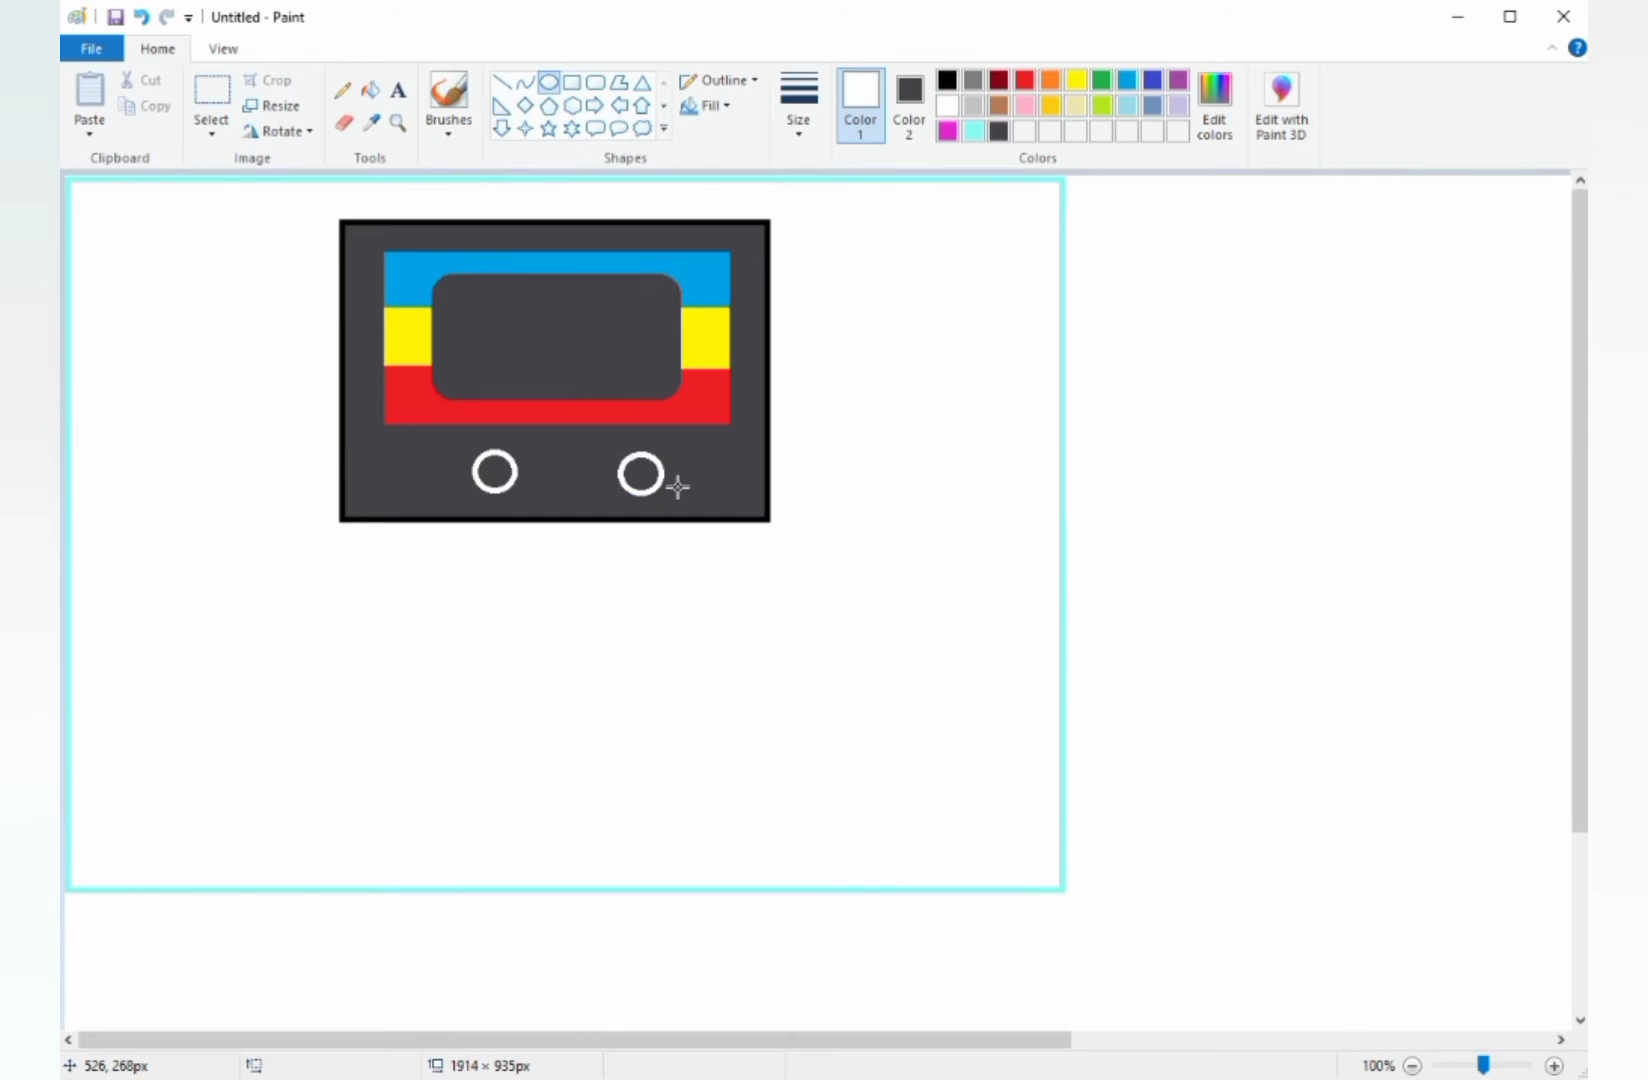 Untitled - Paint
File Home View
Paste Cut Copy
Select Crop Resize Rotate
Brushes
Outline Fill
Size
Color 1
Color 2
Edit colors
Edit with Paint 3D
Clipboard Image Tools Shapes Colors
526, 268px 1914 × 935px 100%